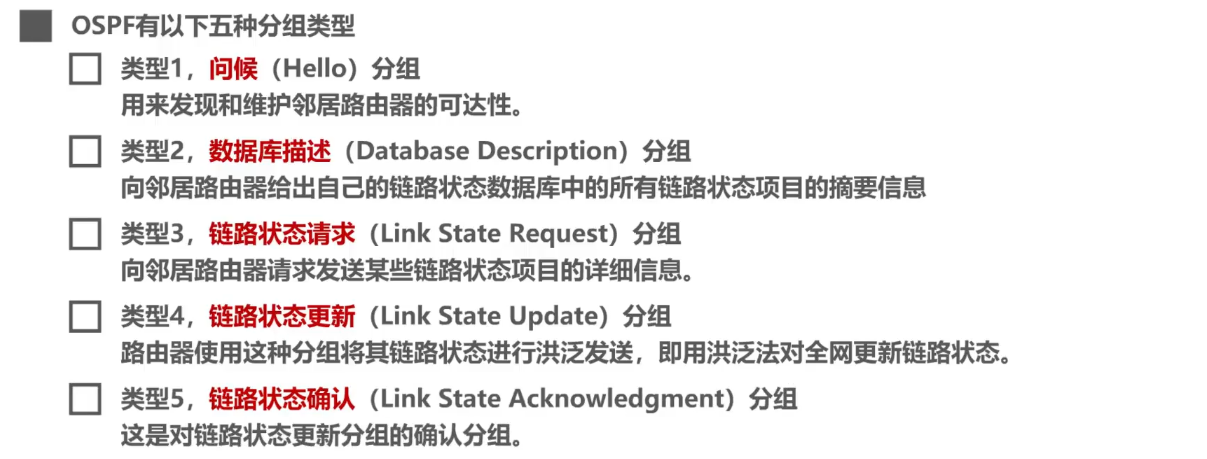 OSPF有以下五种分组类型
类型1，问候（Hello）分组
用来发现和维护邻居路由器的可达性。
类型2，数据库描述（Database Description）分组
向邻居路由器给出自己的链路状态数据库中的所有链路状态项目的摘要信息
类型3，链路状态请求（Link State Request）分组
向邻居路由器请求发送某些链路状态项目的详细信息。
类型4，链路状态更新（Link State Update）分组
路由器使用这种分组将其链路状态进行洪泛发送，即用洪泛法对全网更新链路状态。
类型5，链路状态确认（Link State Acknowledgment）分组
这是对链路状态更新分组的确认分组。